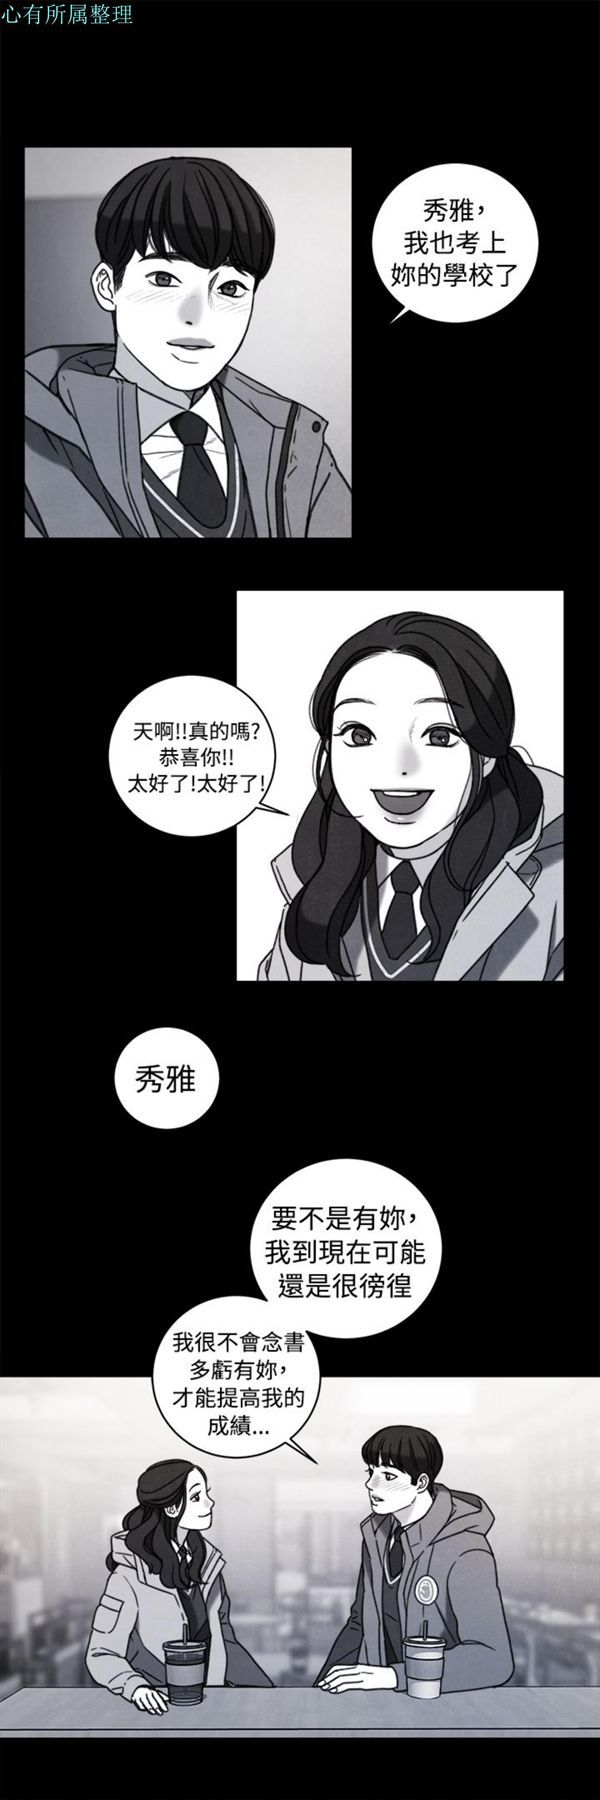 心有所属整理
秀雅，
我也考上
妳的學校了
天啊!!真的嗎?
恭喜你!!
太好了!太好了!
秀雅
要不是有妳，
我到現在可能
還是很徬徨
我很不會念書
多虧有妳，
才能提高我的
成績...